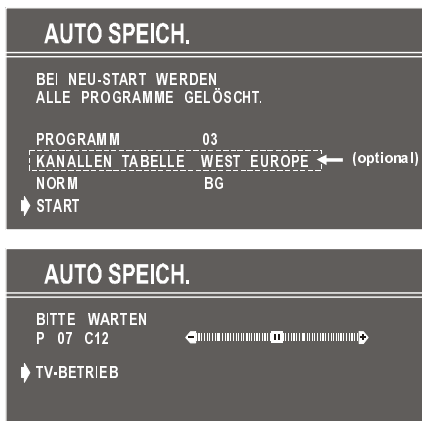 AUTO SPEICH.
BEI NEU-START WERDEN
ALLE PROGRAMME GELÖSCHT.
PROGRAMM 03
KANALLEN TABELLE WEST EUROPE (optional)
NORM BG
START
AUTO SPEICH.
BITTE WARTEN
P 07 C12
TV-BETRIEB